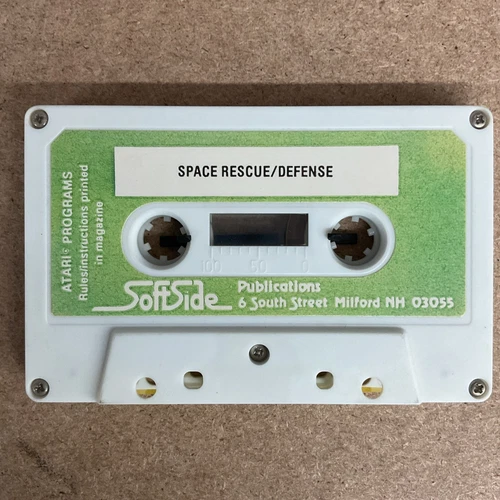 SPACE RESCUE/DEFENSE
ATARI® PROGRAMS
Rules/instructions printed
in magazine
100 50 0
SoftSide Publications
6 South Street Milford NH 03055